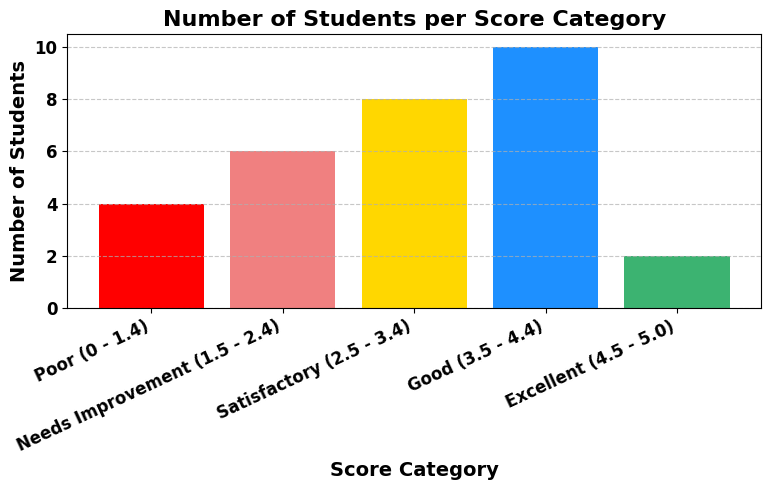 Number of Students per Score Category
Number of Students
10
8
6
4
2
0
Poor (0 - 1.4)
Needs Improvement (1.5 - 2.4)
Satisfactory (2.5 - 3.4)
Good (3.5 - 4.4)
Excellent (4.5 - 5.0)
Score Category